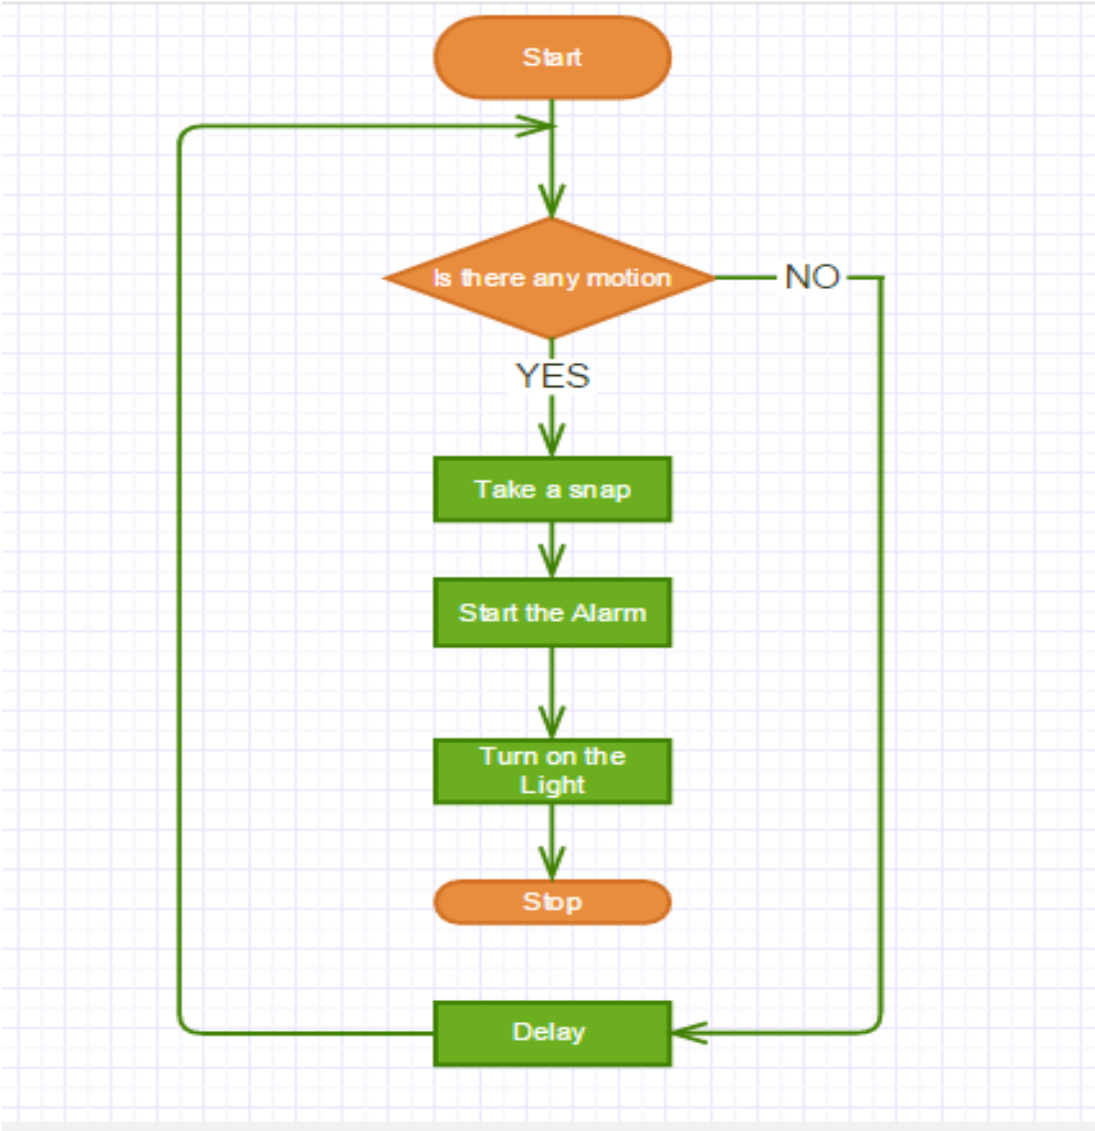 Start
Is there any motion
NO
YES
Take a snap
Start the Alarm
Turn on the
Light
Stop
Delay